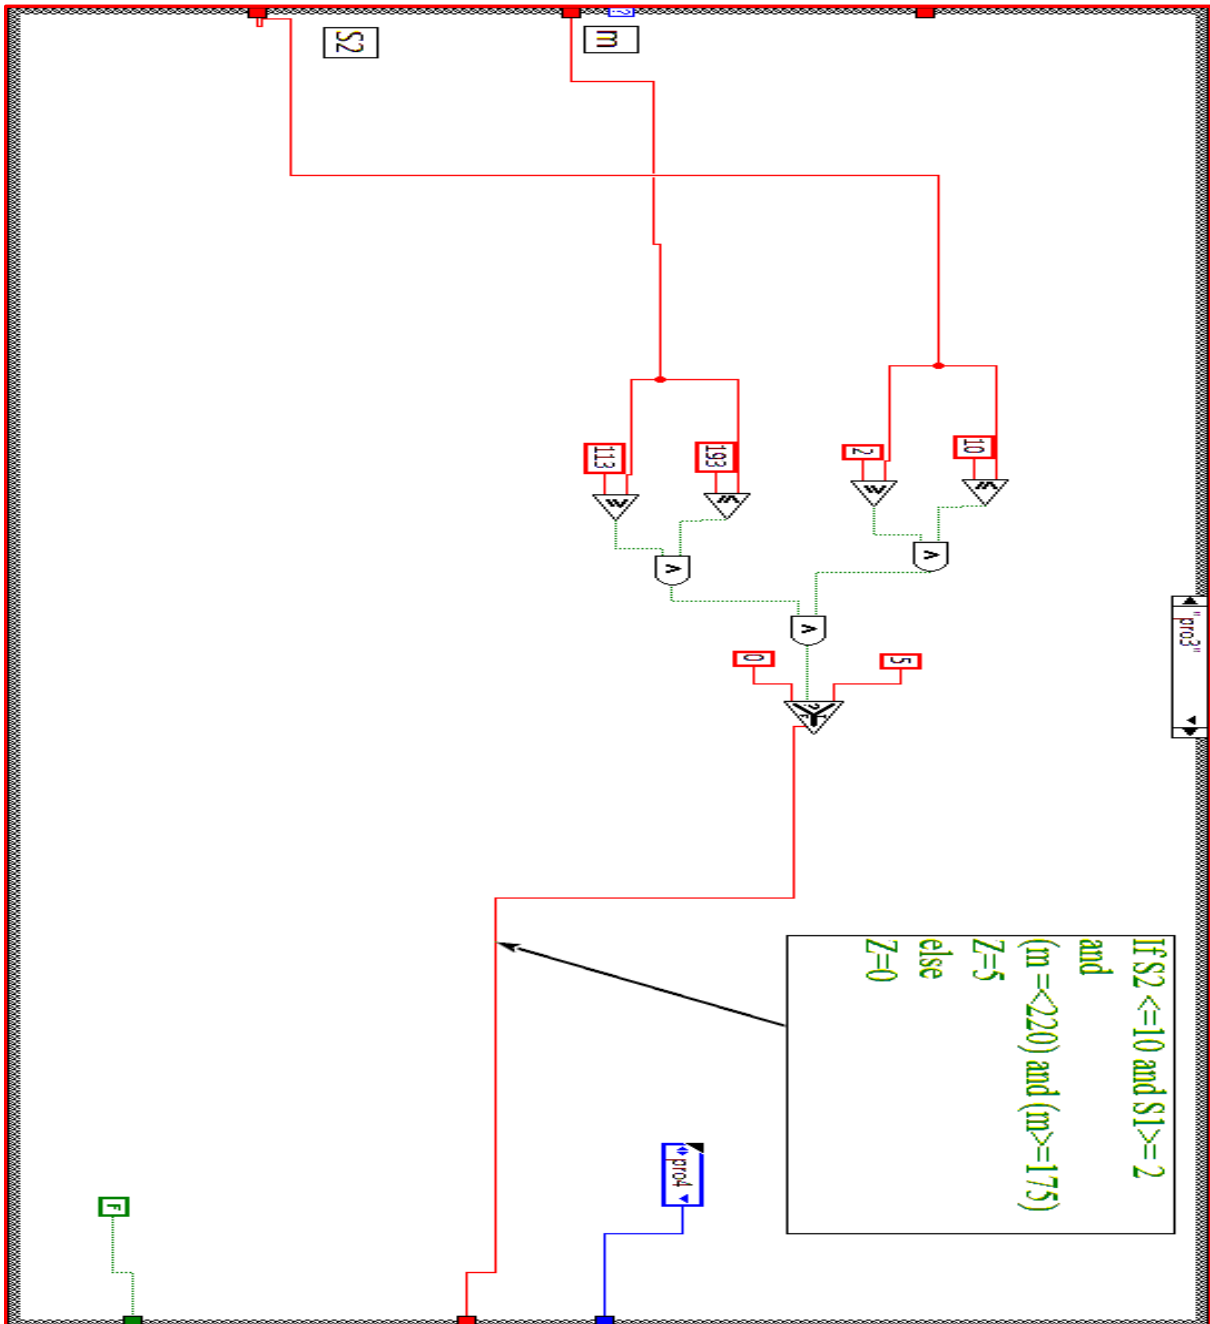 "pro3"
If S2 <=10 and S1>= 2
and
(m =<220) and (m>=175)
Z=5
else
Z=0
10
5
2
0
193
pro4
?
m
113
S2
F